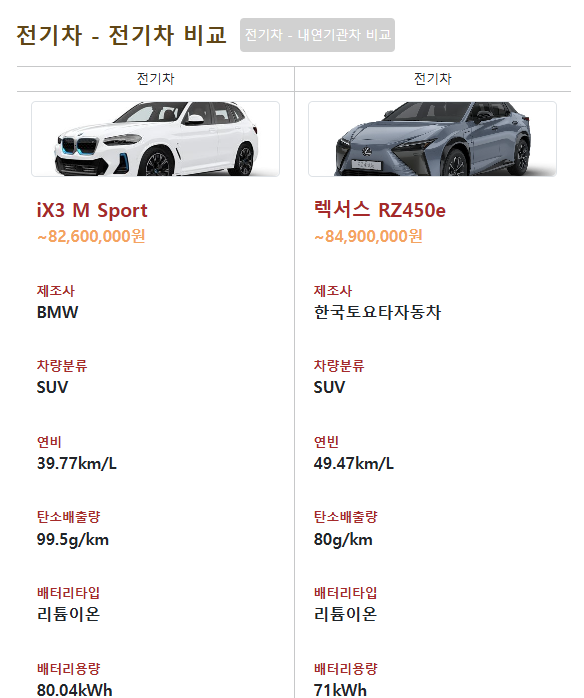 전기차 - 전기차 비교 전기차 - 내연기관차 비교
전기차 전기차
iX3 M Sport
~82,600,000원
제조사
BMW
차량분류
SUV
연비
39.77km/L
탄소배출량
99.5g/km
배터리타입
리튬이온
배터리용량
80.04kWh
렉서스 RZ450e
~84,900,000원
제조사
한국토요타자동차
차량분류
SUV
연빈
49.47km/L
탄소배출량
80g/km
배터리타입
리튬이온
배터리용량
71kWh